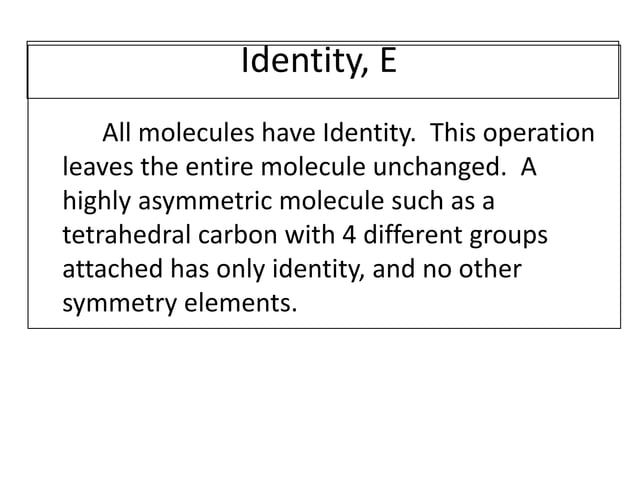 Identity, E
All molecules have Identity.  This operation
leaves the entire molecule unchanged.  A
highly asymmetric molecule such as a
tetrahedral carbon with 4 different groups
attached has only identity, and no other
symmetry elements.